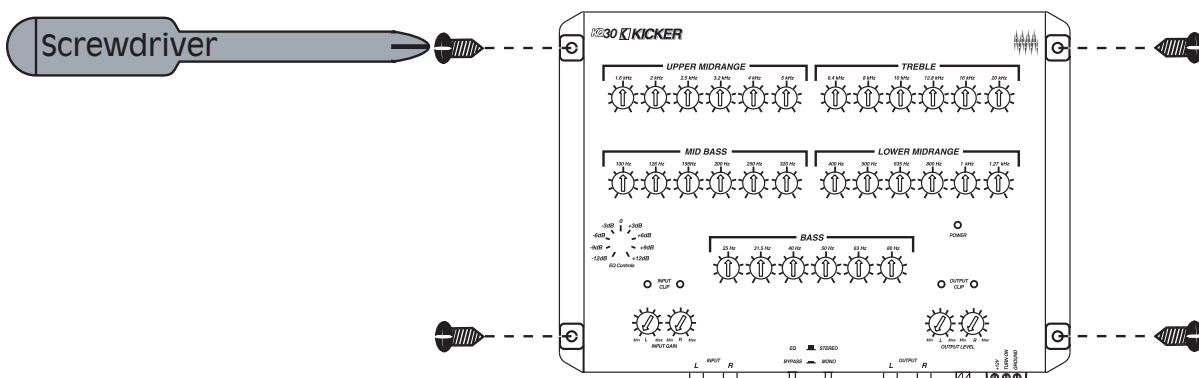 Screwdriver
KQ30 KICKER
UPPER MIDRANGE
1.6 kHz 2 kHz 2.5 kHz 3.2 kHz 4 kHz 5 kHz
TREBLE
6.4 kHz 8 kHz 10 kHz 12.8 kHz 16 kHz 20 kHz
MID BASS
100 Hz 126 Hz 158Hz 200 Hz 250 Hz 320 Hz
LOWER MIDRANGE
400 Hz 500 Hz 635 Hz 800 Hz 1 kHz 1.27 kHz
0
-3dB +3dB
-6dB +6dB
-9dB +9dB
-12dB +12dB
EQ Controls
BASS
25 Hz 31.5 Hz 40 Hz 50 Hz 63 Hz 80 Hz
POWER
INPUT CLIP
OUTPUT CLIP
Min L Max Min R Max
INPUT GAIN
Min L Max Min R Max
OUTPUT LEVEL
EQ STEREO
BYPASS MONO
INPUT
L R
OUTPUT
L R
+12V
TURN ON
GROUND